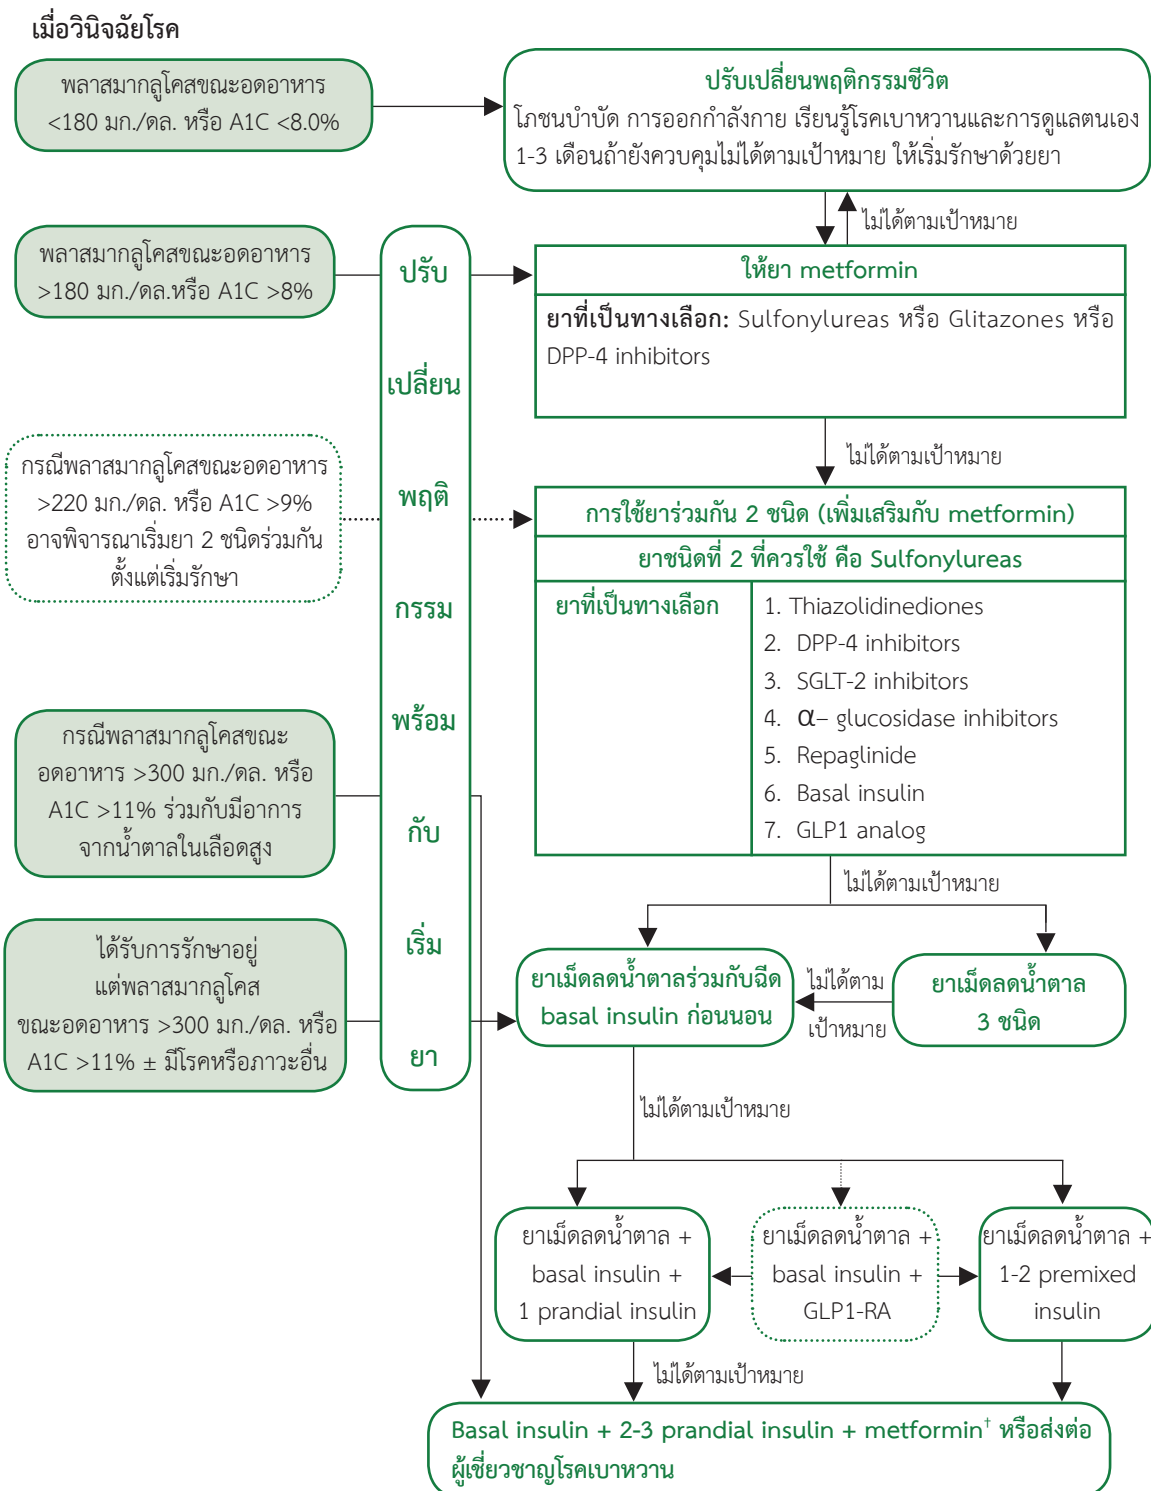 เมื่อวินิจฉัยโรค
พลาสมากลูโคสขณะอดอาหาร
<180 มก./ดล. หรือ A1C <8.0%
ปรับเปลี่ยนพฤติกรรมชีวิต
โภชนบำบัด การออกกำลังกาย เรียนรู้โรคเบาหวานและการดูแลตนเอง
1-3 เดือนถ้ายังควบคุมไม่ได้ตามเป้าหมาย ให้เริ่มรักษาด้วยยา
ไม่ได้ตามเป้าหมาย
พลาสมากลูโคสขณะอดอาหาร
>180 มก./ดล.หรือ A1C >8%
ปรับ
เปลี่ยน
พฤติ
กรรม
พร้อม
กับ
เริ่ม
ยา
ให้ยา metformin
ยาที่เป็นทางเลือก: Sulfonylureas หรือ Glitazones หรือ
DPP-4 inhibitors
ไม่ได้ตามเป้าหมาย
กรณีพลาสมากลูโคสขณะอดอาหาร
>220 มก./ดล. หรือ A1C >9%
อาจพิจารณาเริ่มยา 2 ชนิดร่วมกัน
ตั้งแต่เริ่มรักษา
การใช้ยาร่วมกัน 2 ชนิด (เพิ่มเสริมกับ metformin)
ยาชนิดที่ 2 ที่ควรใช้ คือ Sulfonylureas
ยาที่เป็นทางเลือก
1. Thiazolidinediones
2. DPP-4 inhibitors
3. SGLT-2 inhibitors
4. α– glucosidase inhibitors
5. Repaglinide
6. Basal insulin
7. GLP1 analog
กรณีพลาสมากลูโคสขณะ
อดอาหาร >300 มก./ดล. หรือ
A1C >11% ร่วมกับมีอาการ
จากน้ำตาลในเลือดสูง
ไม่ได้ตามเป้าหมาย
ได้รับการรักษาอยู่
แต่พลาสมากลูโคส
ขณะอดอาหาร >300 มก./ดล. หรือ
A1C >11% ± มีโรคหรือภาวะอื่น
ยาเม็ดลดน้ำตาลร่วมกับฉีด
basal insulin ก่อนนอน
ไม่ได้ตาม
เป้าหมาย
ยาเม็ดลดน้ำตาล
3 ชนิด
ไม่ได้ตามเป้าหมาย
ยาเม็ดลดน้ำตาล +
basal insulin +
1 prandial insulin
ยาเม็ดลดน้ำตาล +
basal insulin +
GLP1-RA
ยาเม็ดลดน้ำตาล +
1-2 premixed
insulin
ไม่ได้ตามเป้าหมาย
Basal insulin + 2-3 prandial insulin + metformin† หรือส่งต่อ
ผู้เชี่ยวชาญโรคเบาหวาน